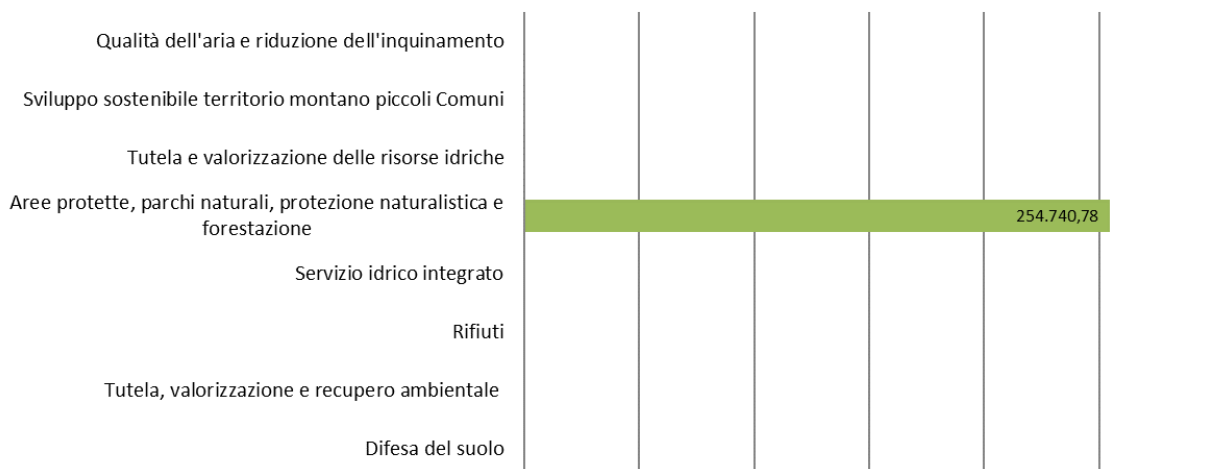 Qualità dell'aria e riduzione dell'inquinamento
Sviluppo sostenibile territorio montano piccoli Comuni
Tutela e valorizzazione delle risorse idriche
Aree protette, parchi naturali, protezione naturalistica e
forestazione
254.740,78
Servizio idrico integrato
Rifiuti
Tutela, valorizzazione e recupero ambientale
Difesa del suolo